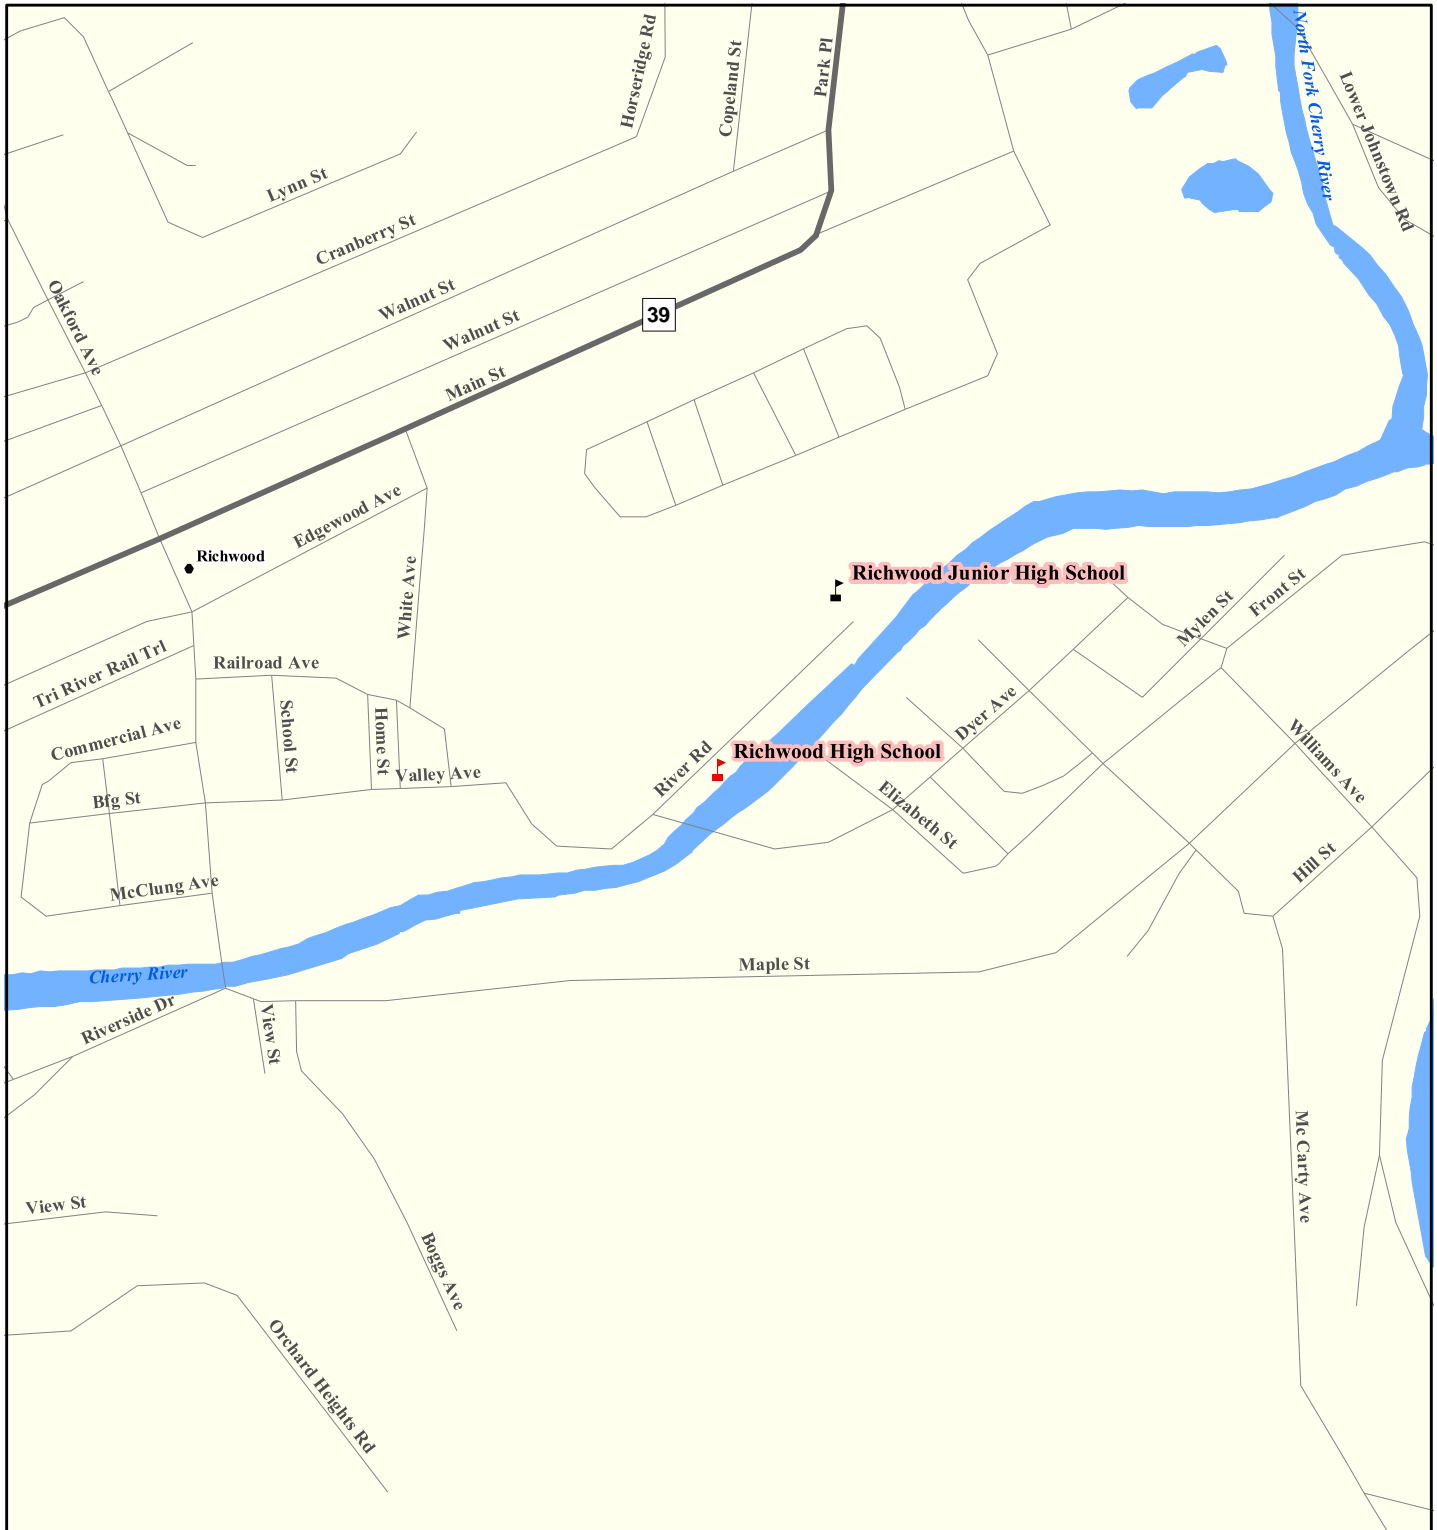 Horseridge Rd
Copeland St
Park Pl
North Fork Cherry River
Lower Johnstown Rd
Lynn St
Cranberry St
Walnut St
Oakford Ave
39
Walnut St
Main St
Edgewood Ave
Richwood
Richwood Junior High School
White Ave
Mylen St
Front St
Tri River Rail Trl
Railroad Ave
School St
Home St
Commercial Ave
Dyer Ave
Williams Ave
River Rd
Richwood High School
Valley Ave
Bfg St
Elizabeth St
Hill St
McClung Ave
Cherry River
Maple St
Riverside Dr
View St
Mc Carty Ave
View St
Boggs Ave
Orchard Heights Rd